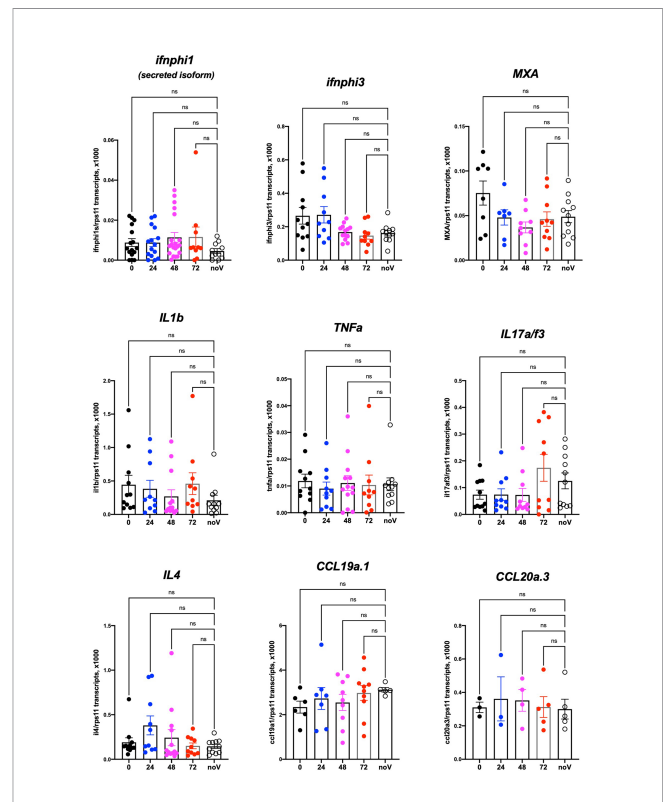 ifnphi1
(secreted isoform)
ns
ns
ns
ns
ifnphi1s/rps11 transcripts, x1000
0.06
0.04
0.02
0.00
0 24 48 72 noV
ifnphi3
ns
ns
ns
ns
ifnphi3/rps11 transcripts, x1000
0.8
0.6
0.4
0.2
0.0
0 24 48 72 noV
MXA
ns
ns
ns
ns
MXA/rps11 transcripts, x1000
0.15
0.10
0.05
0.00
0 24 48 72 noV
IL1b
ns
ns
ns
ns
il1b/rps11 transcripts, x1000
2.0
1.5
1.0
0.5
0.0
0 24 48 72 noV
TNFa
ns
ns
ns
ns
tnfa/rps11 transcripts, x1000
0.05
0.04
0.03
0.02
0.01
0.00
0 24 48 72 noV
IL17a/f3
ns
ns
ns
ns
il17af3/rps11 transcripts, x1000
0.5
0.4
0.3
0.2
0.1
0.0
0 24 48 72 noV
IL4
ns
ns
ns
ns
il4/rps11 transcripts, x1000
2.0
1.5
1.0
0.5
0.0
0 24 48 72 noV
CCL19a.1
ns
ns
ns
ns
ccl19a1/rps11 transcripts, x1000
6
4
2
0
0 24 48 72 noV
CCL20a.3
ns
ns
ns
ns
ccl20a3/rps11 transcripts, x1000
0.8
0.6
0.4
0.2
0.0
0 24 48 72 noV